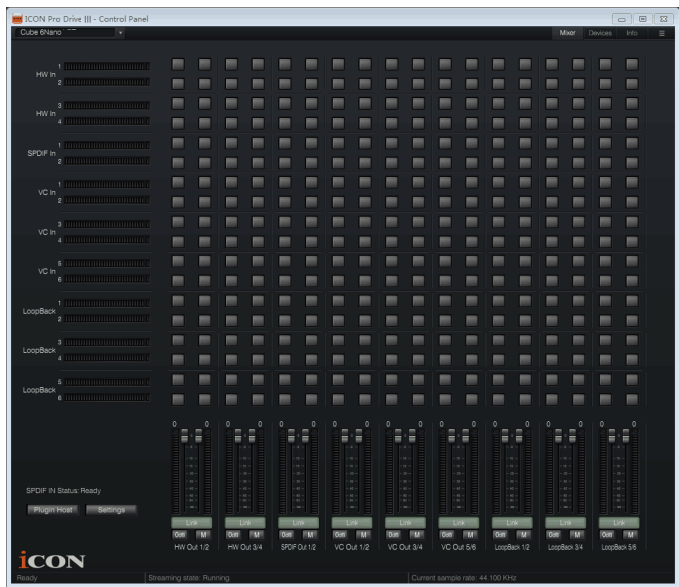 ICON Pro Drive III - Control Panel
Cube 6Nano
Mixer Devices Info
1
HW In
2
3
HW In
4
1
SPDIF In
2
1
VC In
2
3
VC In
4
5
VC In
6
1
LoopBack
2
3
LoopBack
4
5
LoopBack
6
0 0 0 0 0 0 0 0 0 0 0 0 0 0 0 0 0 0
SPDIF IN Status: Ready
Plugin Host Settings
Link Link Link Link Link Link Link Link Link
M M M M M M M M M
HW Out 1/2 HW Out 3/4 SPDIF Out 1/2 VC Out 1/2 VC Out 3/4 VC Out 5/6 LoopBack 1/2 LoopBack 3/4 LoopBack 5/6
iCON
Ready Streaming state: Running Current sample rate: 44.100 KHz